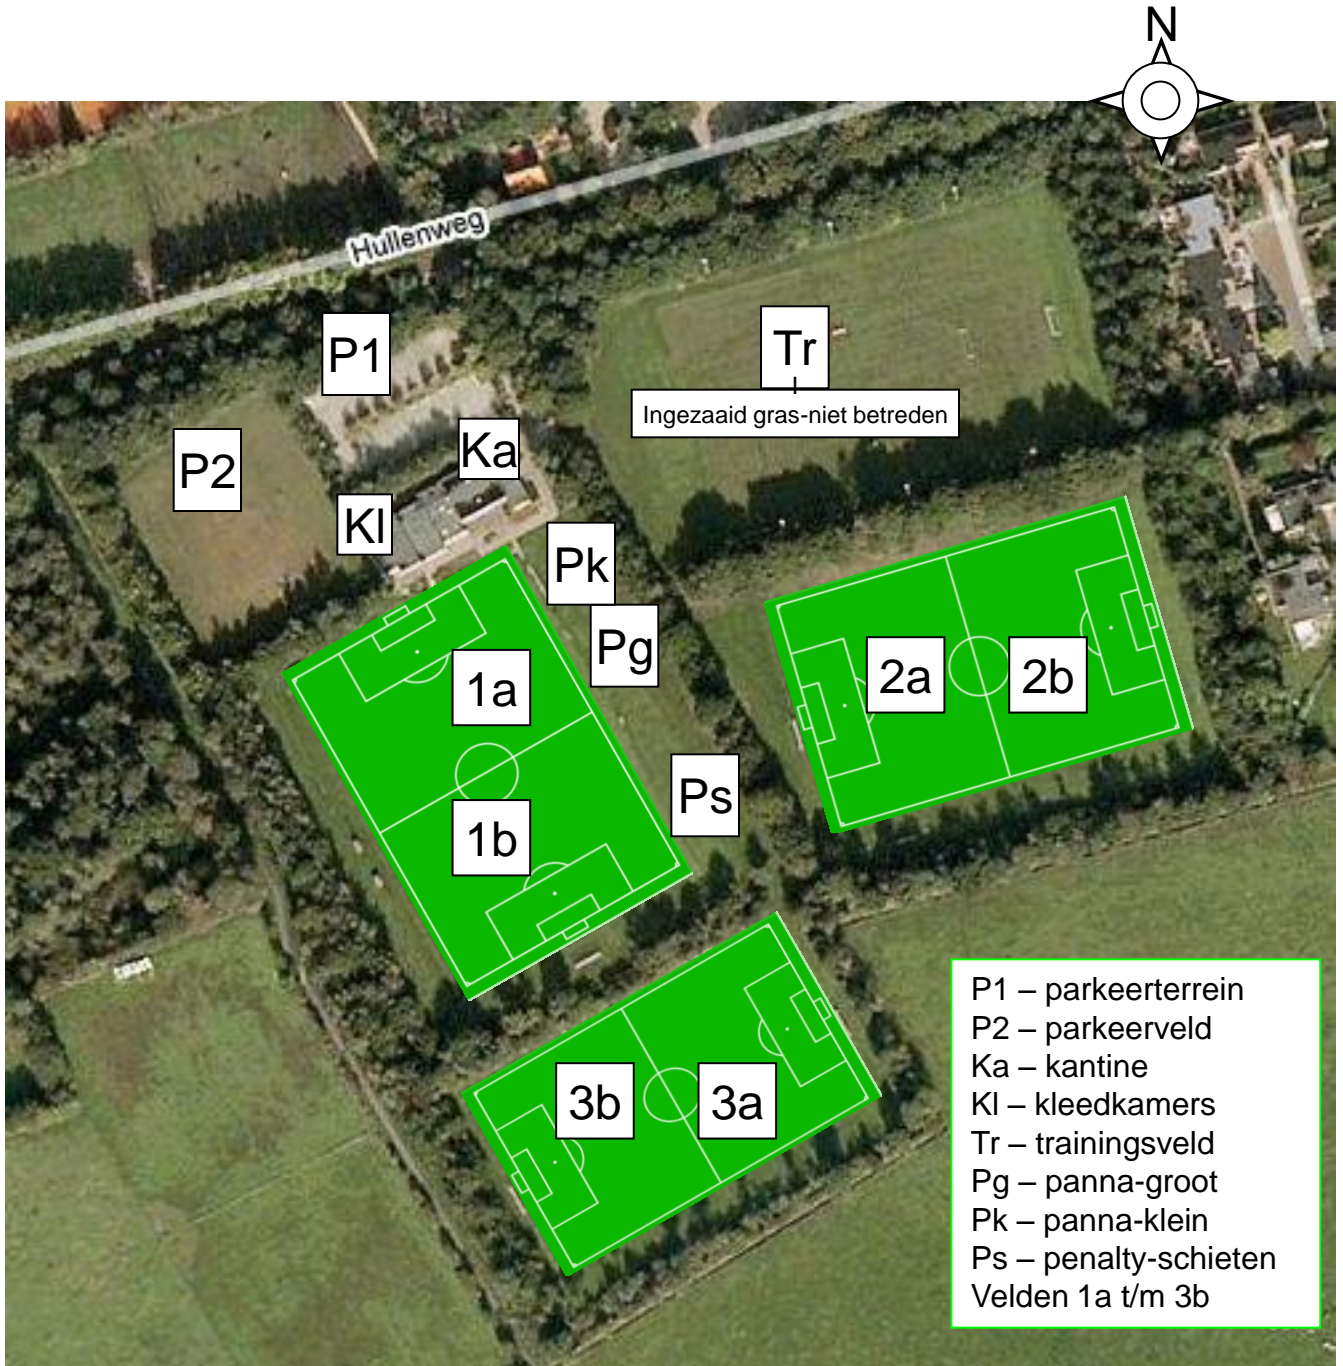 N
Hullenweg
P1
Tr
Ingezaaid gras-niet betreden
P2
Ka
Kl
Pk
Pg
1a
2a
2b
Ps
1b
3b
3a
P1 – parkeerterrein
P2 – parkeerveld
Ka – kantine
Kl – kleedkamers
Tr – trainingsveld
Pg – panna-groot
Pk – panna-klein
Ps – penalty-schieten
Velden 1a t/m 3b